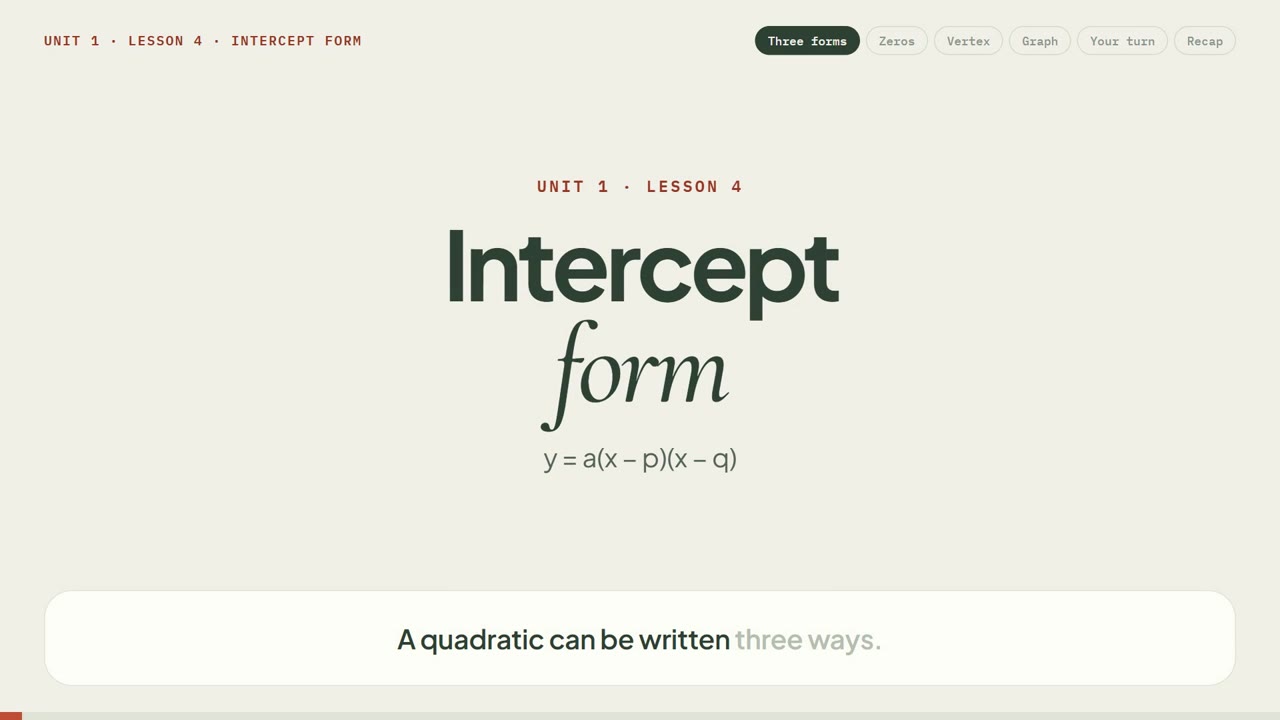 UNIT 1 · LESSON 4 · INTERCEPT FORM
Three forms
Zeros
Vertex
Graph
Your turn
Recap
UNIT 1 · LESSON 4
Intercept
form
y = a(x – p)(x – q)
A quadratic can be written three ways.